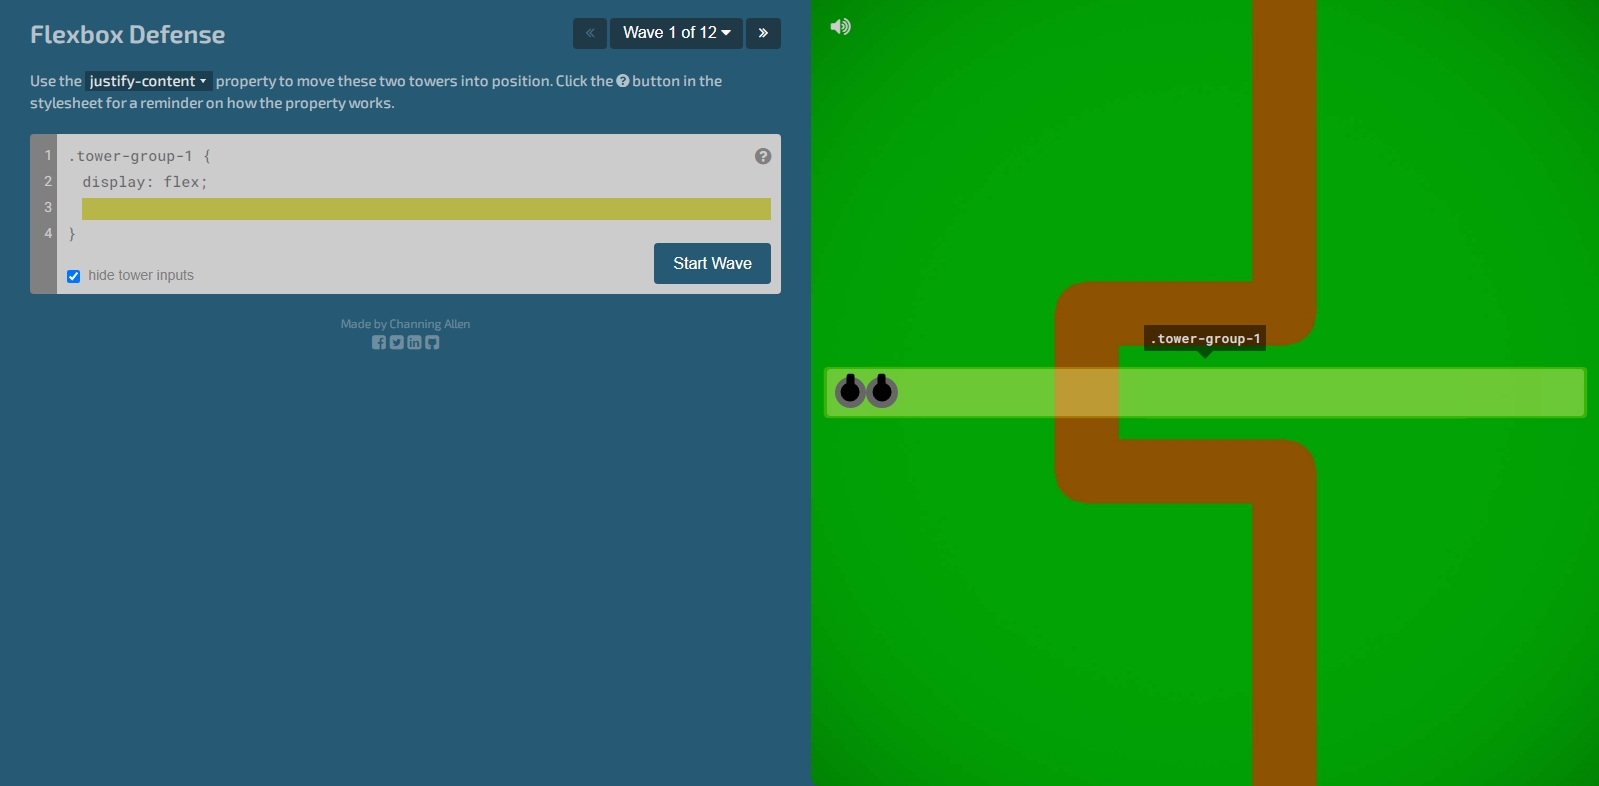 Flexbox Defense
« Wave 1 of 12 »
Use the justify-content property to move these two towers into position. Click the ? button in the
stylesheet for a reminder on how the property works.
1 .tower-group-1 { ?
2 display: flex;
3
4 }
hide tower inputs
Start Wave
Made by Channing Allen
.tower-group-1